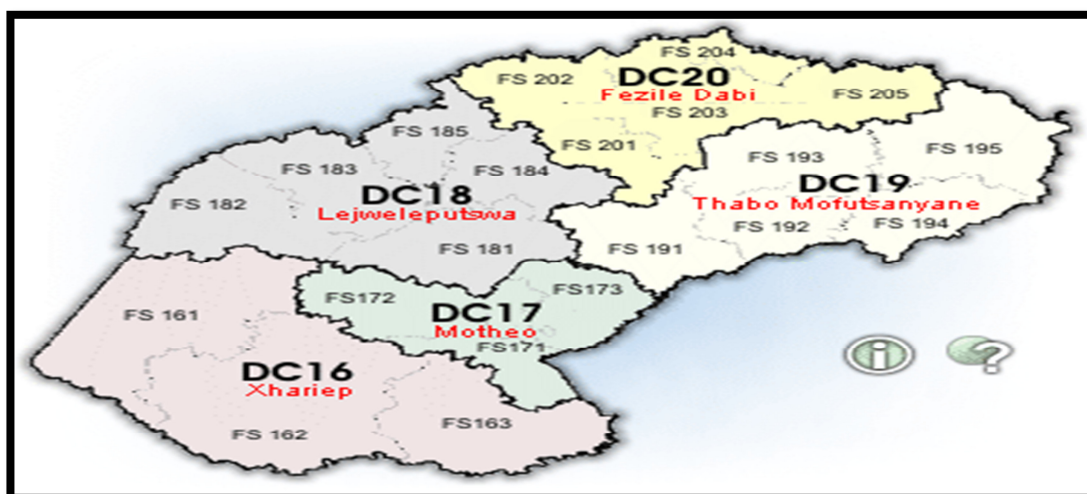 FS 204
FS 202
DC20
Fezile Dabi
FS 205
FS 203
FS 201
FS 185
FS 193
FS 195
FS 183
FS 184
DC18
DC19
FS 182
Lejweleputswa
Thabo Mofutsanyane
FS 192
FS 194
FS 181
FS 191
FS172
FS173
DC17
Motheo
FS 161
FS171
DC16
Xhariep
FS 162
FS163